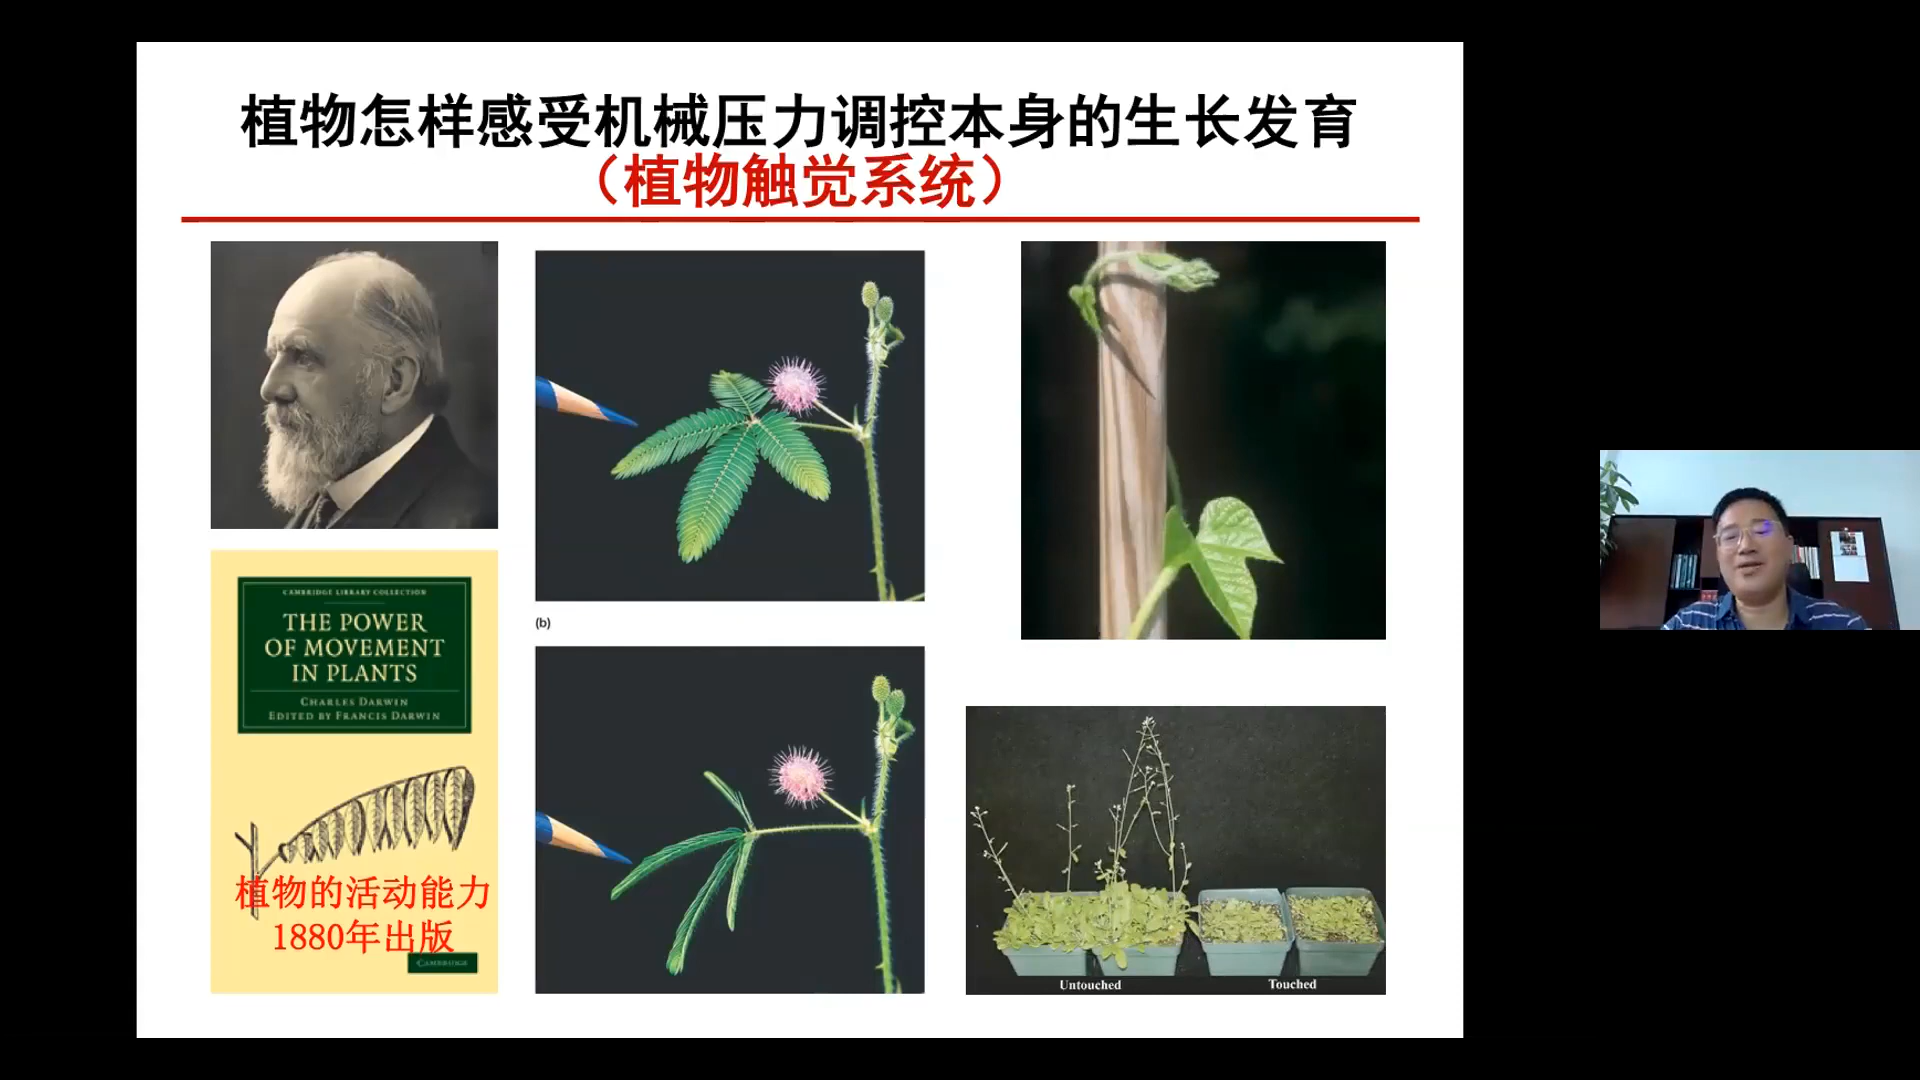 植物怎样感受机械压力调控本身的生长发育
（植物触觉系统）
CAMBRIDGE LIBRARY COLLECTION
THE POWER
OF MOVEMENT
IN PLANTS
CHARLES DARWIN
EDITED BY FRANCIS DARWIN
植物的活动能力
1880年出版
CAMBRIDGE
(b)
Untouched
Touched